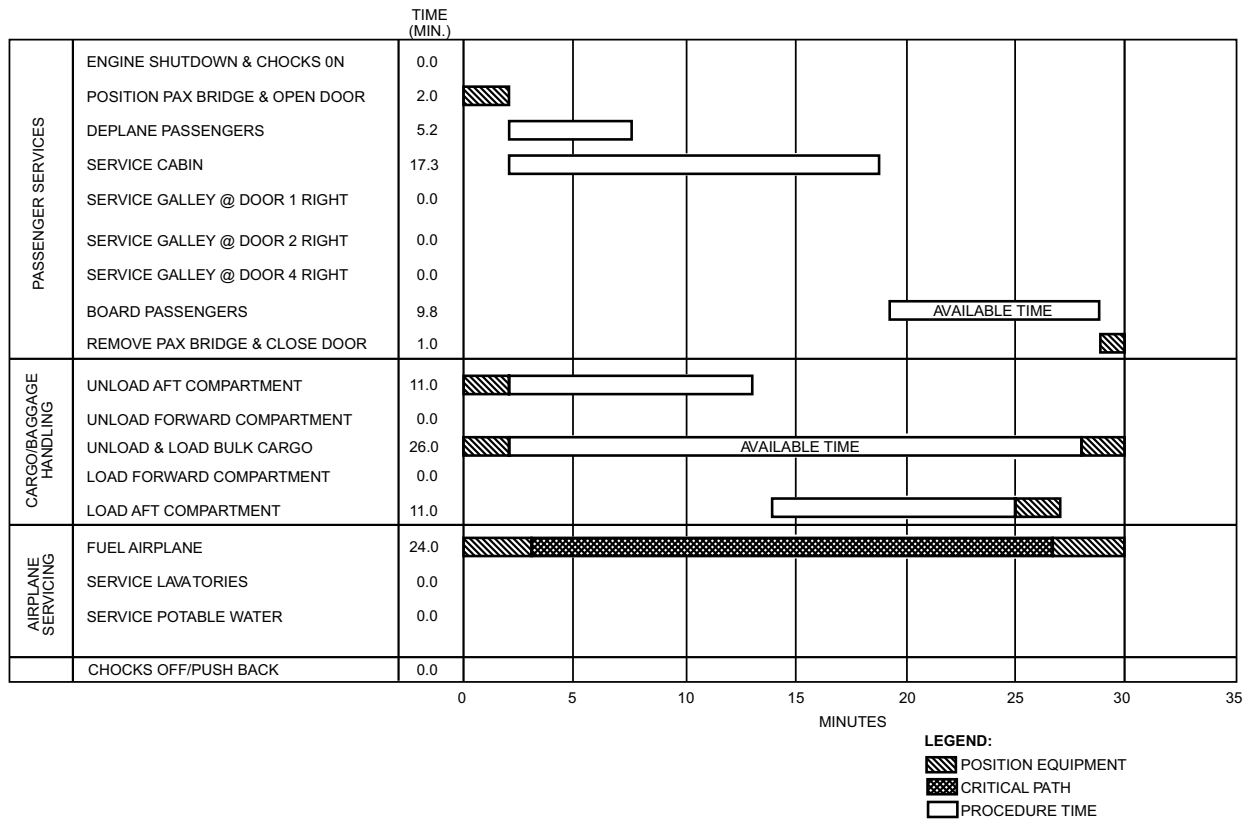 TIME
(MIN.)
PASSENGER SERVICES
ENGINE SHUTDOWN & CHOCKS 0N 0.0
POSITION PAX BRIDGE & OPEN DOOR 2.0
DEPLANE PASSENGERS 5.2
SERVICE CABIN 17.3
SERVICE GALLEY @ DOOR 1 RIGHT 0.0
SERVICE GALLEY @ DOOR 2 RIGHT 0.0
SERVICE GALLEY @ DOOR 4 RIGHT 0.0
BOARD PASSENGERS 9.8 AVAILABLE TIME
REMOVE PAX BRIDGE & CLOSE DOOR 1.0
CARGO/BAGGAGE
HANDLING
UNLOAD AFT COMPARTMENT 11.0
UNLOAD FORWARD COMPARTMENT 0.0
UNLOAD & LOAD BULK CARGO 26.0 AVAILABLE TIME
LOAD FORWARD COMPARTMENT 0.0
LOAD AFT COMPARTMENT 11.0
AIRPLANE
SERVICING
FUEL AIRPLANE 24.0
SERVICE LAVATORIES 0.0
SERVICE POTABLE WATER 0.0
CHOCKS OFF/PUSH BACK 0.0
0 5 10 15 20 25 30 35
MINUTES
LEGEND:
POSITION EQUIPMENT
CRITICAL PATH
PROCEDURE TIME